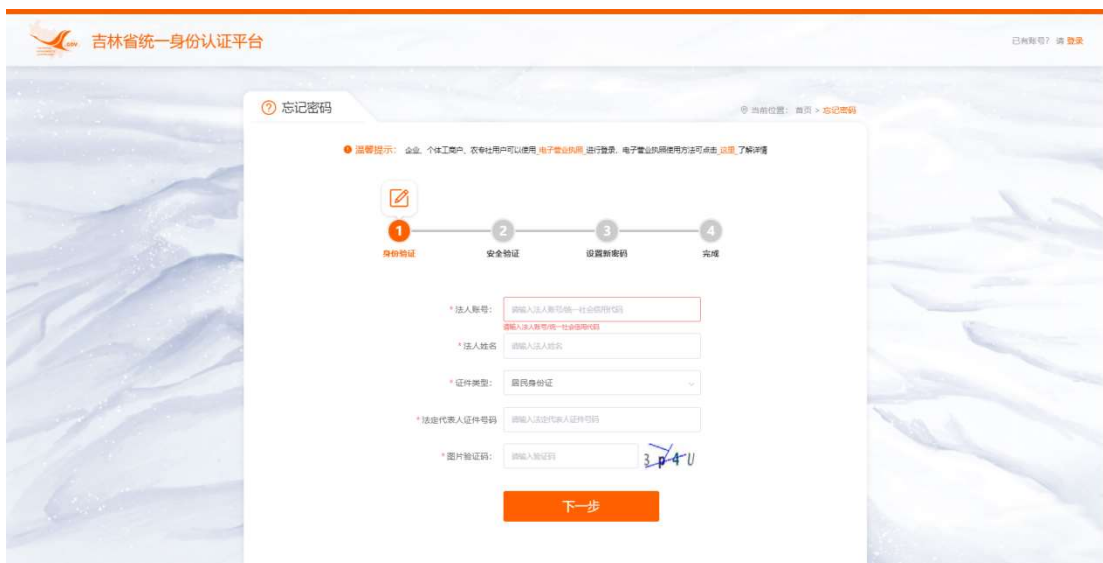 吉林省统一身份认证平台
已有账号？ 请 登录
忘记密码
当前位置： 首页 > 忘记密码
温馨提示： 企业、个体工商户、农专社用户可以使用 电子营业执照 进行登录，电子营业执照使用方法可点击 这里 了解详情
1 2 3 4
身份验证 安全验证 设置新密码 完成
* 法人账号： 请输入法人账号/统一社会信用代码
请输入法人账号/统一社会信用代码
* 法人姓名 请输入法人姓名
* 证件类型： 居民身份证
* 法定代表人证件号码 请输入法定代表人证件号码
* 图片验证码： 请输入验证码 3p4U
下一步